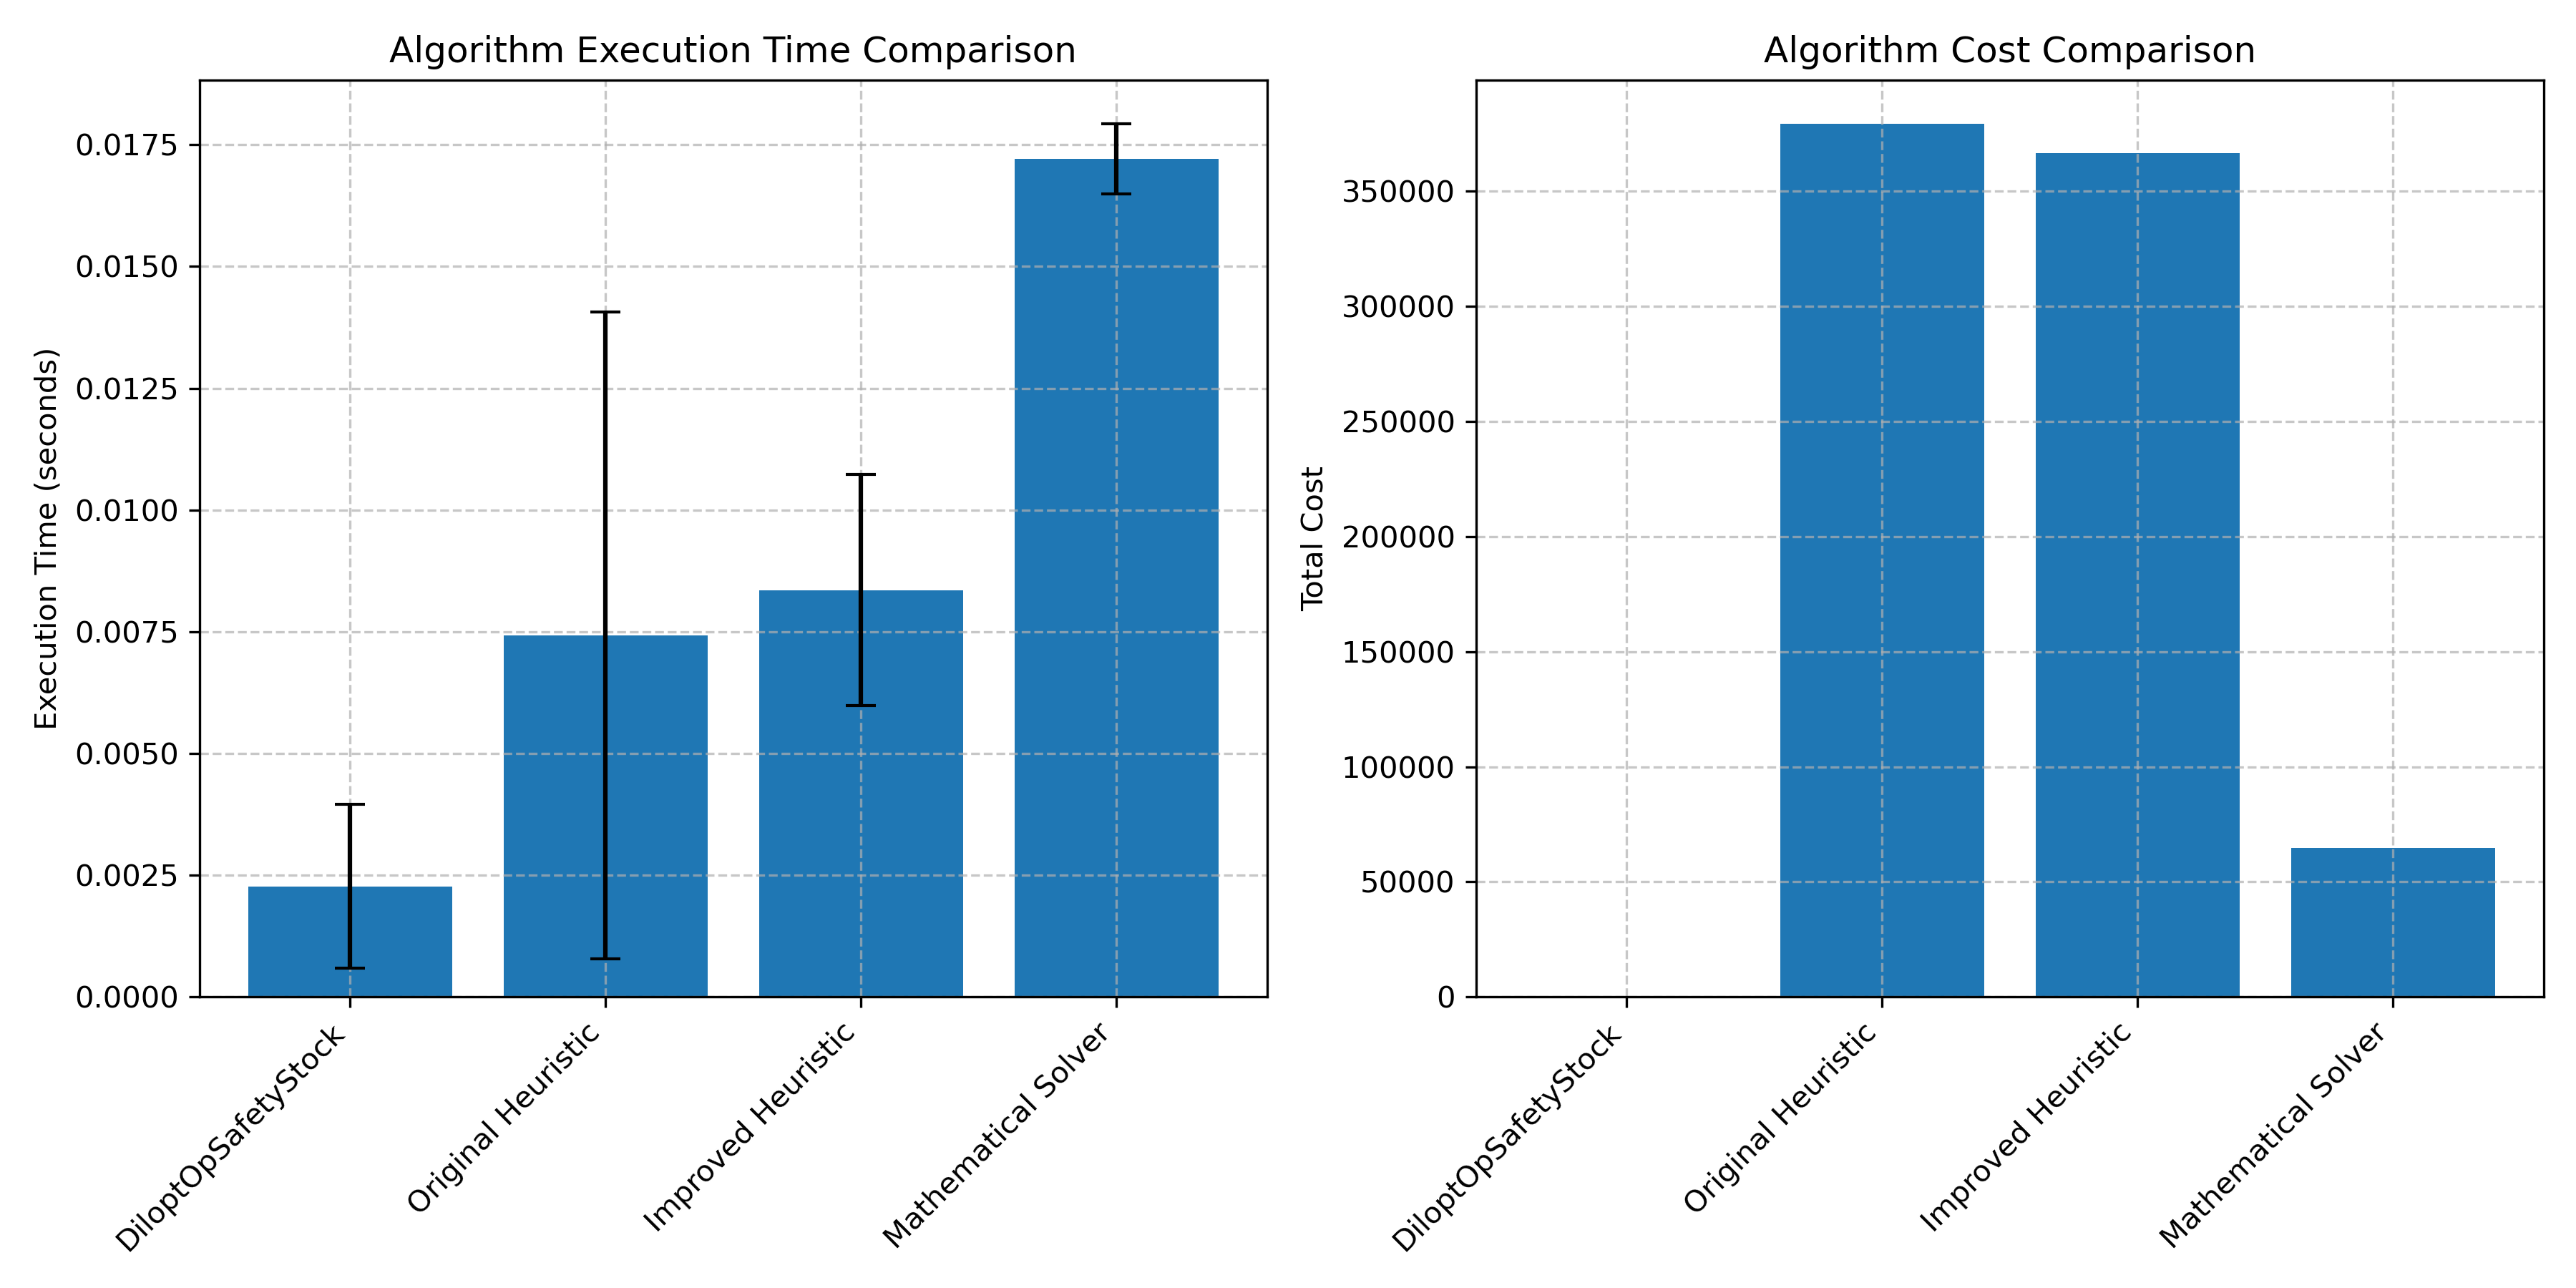 Algorithm Execution Time Comparison
Execution Time (seconds)
0.0175
0.0150
0.0125
0.0100
0.0075
0.0050
0.0025
0.0000
DiloptOpSafetyStock
Original Heuristic
Improved Heuristic
Mathematical Solver
Algorithm Cost Comparison
Total Cost
350000
300000
250000
200000
150000
100000
50000
0
DiloptOpSafetyStock
Original Heuristic
Improved Heuristic
Mathematical Solver